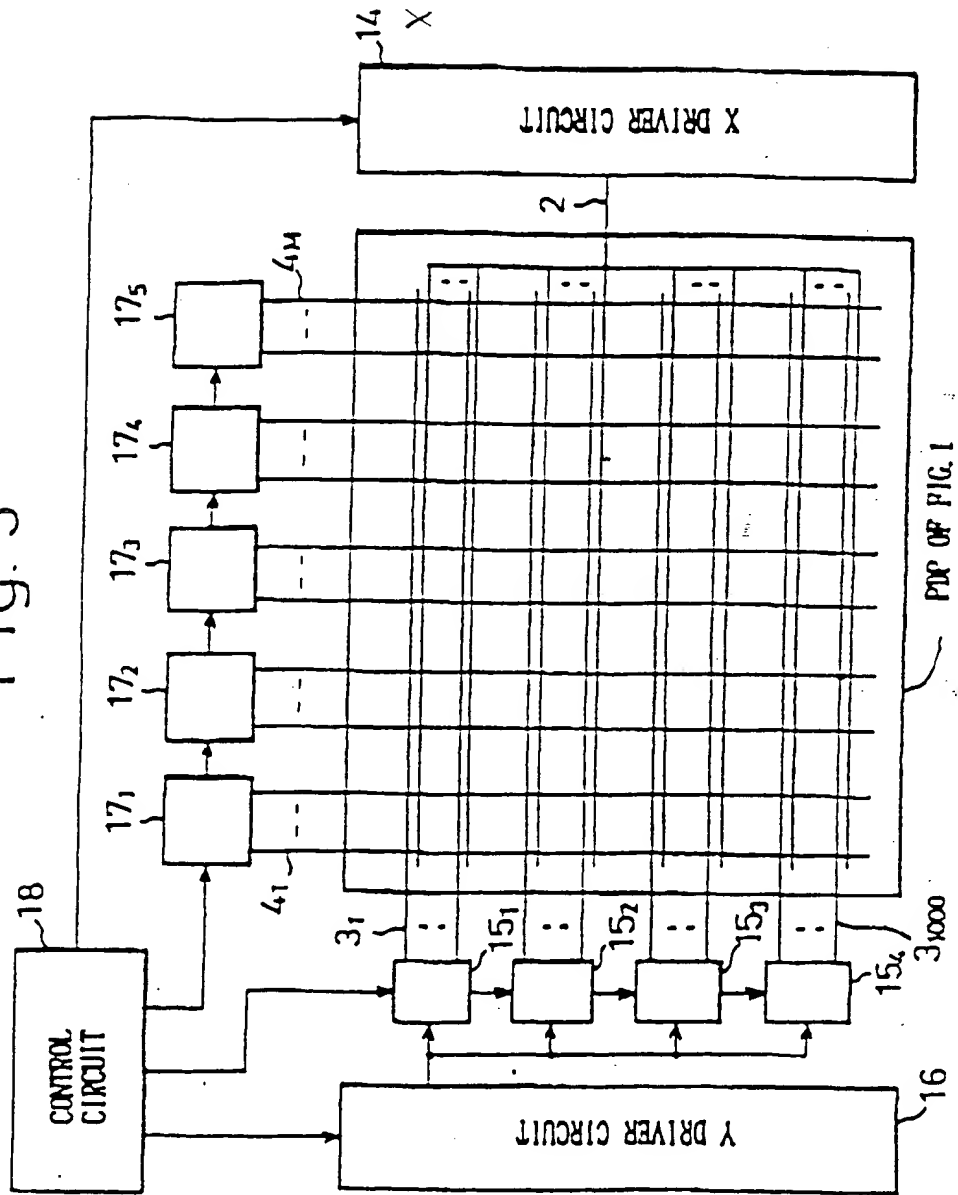 Fig. 3
CONTROL
CIRCUIT
18
17₁
17₂
17₃
17₄
17₅
14
X
4₁
4M
2
X DRIVER CIRCUIT
3₁
15₁
15₂
15₃
15₄
3₁₀₀₀
Y DRIVER CIRCUIT
16
PDP OF FIG. 1